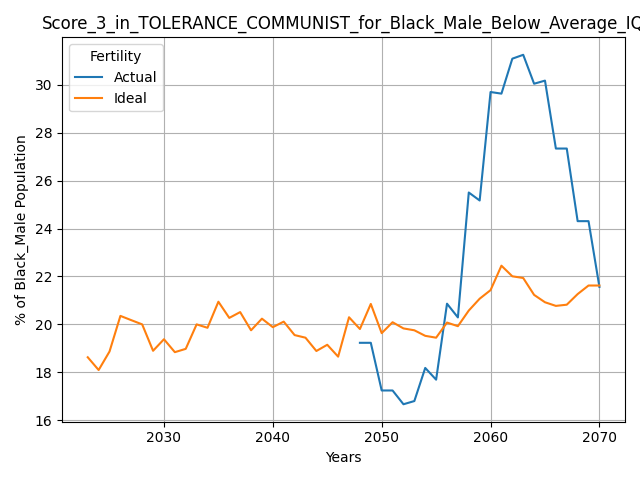 Score_3_in_TOLERANCE_COMMUNIST_for_Black_Male_Below_Average_IQ
Fertility
Actual
Ideal
% of Black_Male Population
30
28
26
24
22
20
18
16
2030
2040
2050
2060
2070
Years